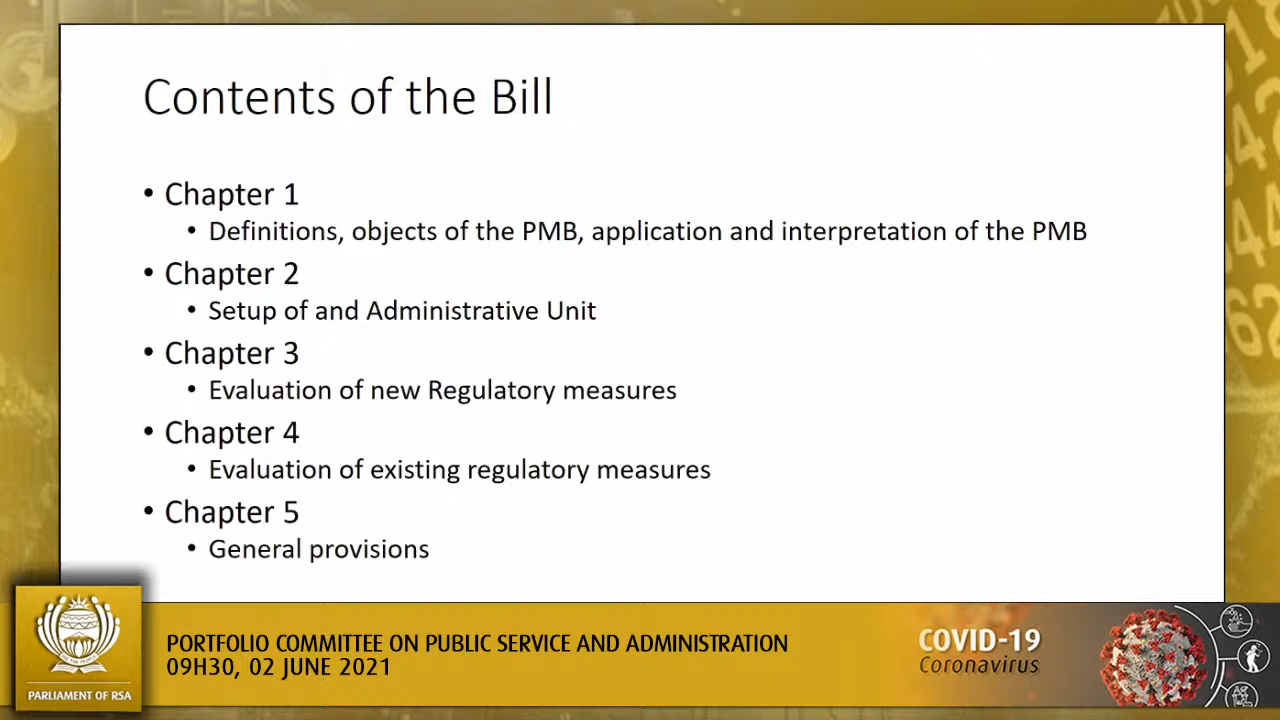 Contents of the Bill
• Chapter 1
• Definitions, objects of the PMB, application and interpretation of the PMB
• Chapter 2
• Setup of and Administrative Unit
• Chapter 3
• Evaluation of new Regulatory measures
• Chapter 4
• Evaluation of existing regulatory measures
• Chapter 5
• General provisions
PORTFOLIO COMMITTEE ON PUBLIC SERVICE AND ADMINISTRATION
09H30, 02 JUNE 2021
PARLIAMENT OF RSA
COVID-19
Coronavirus